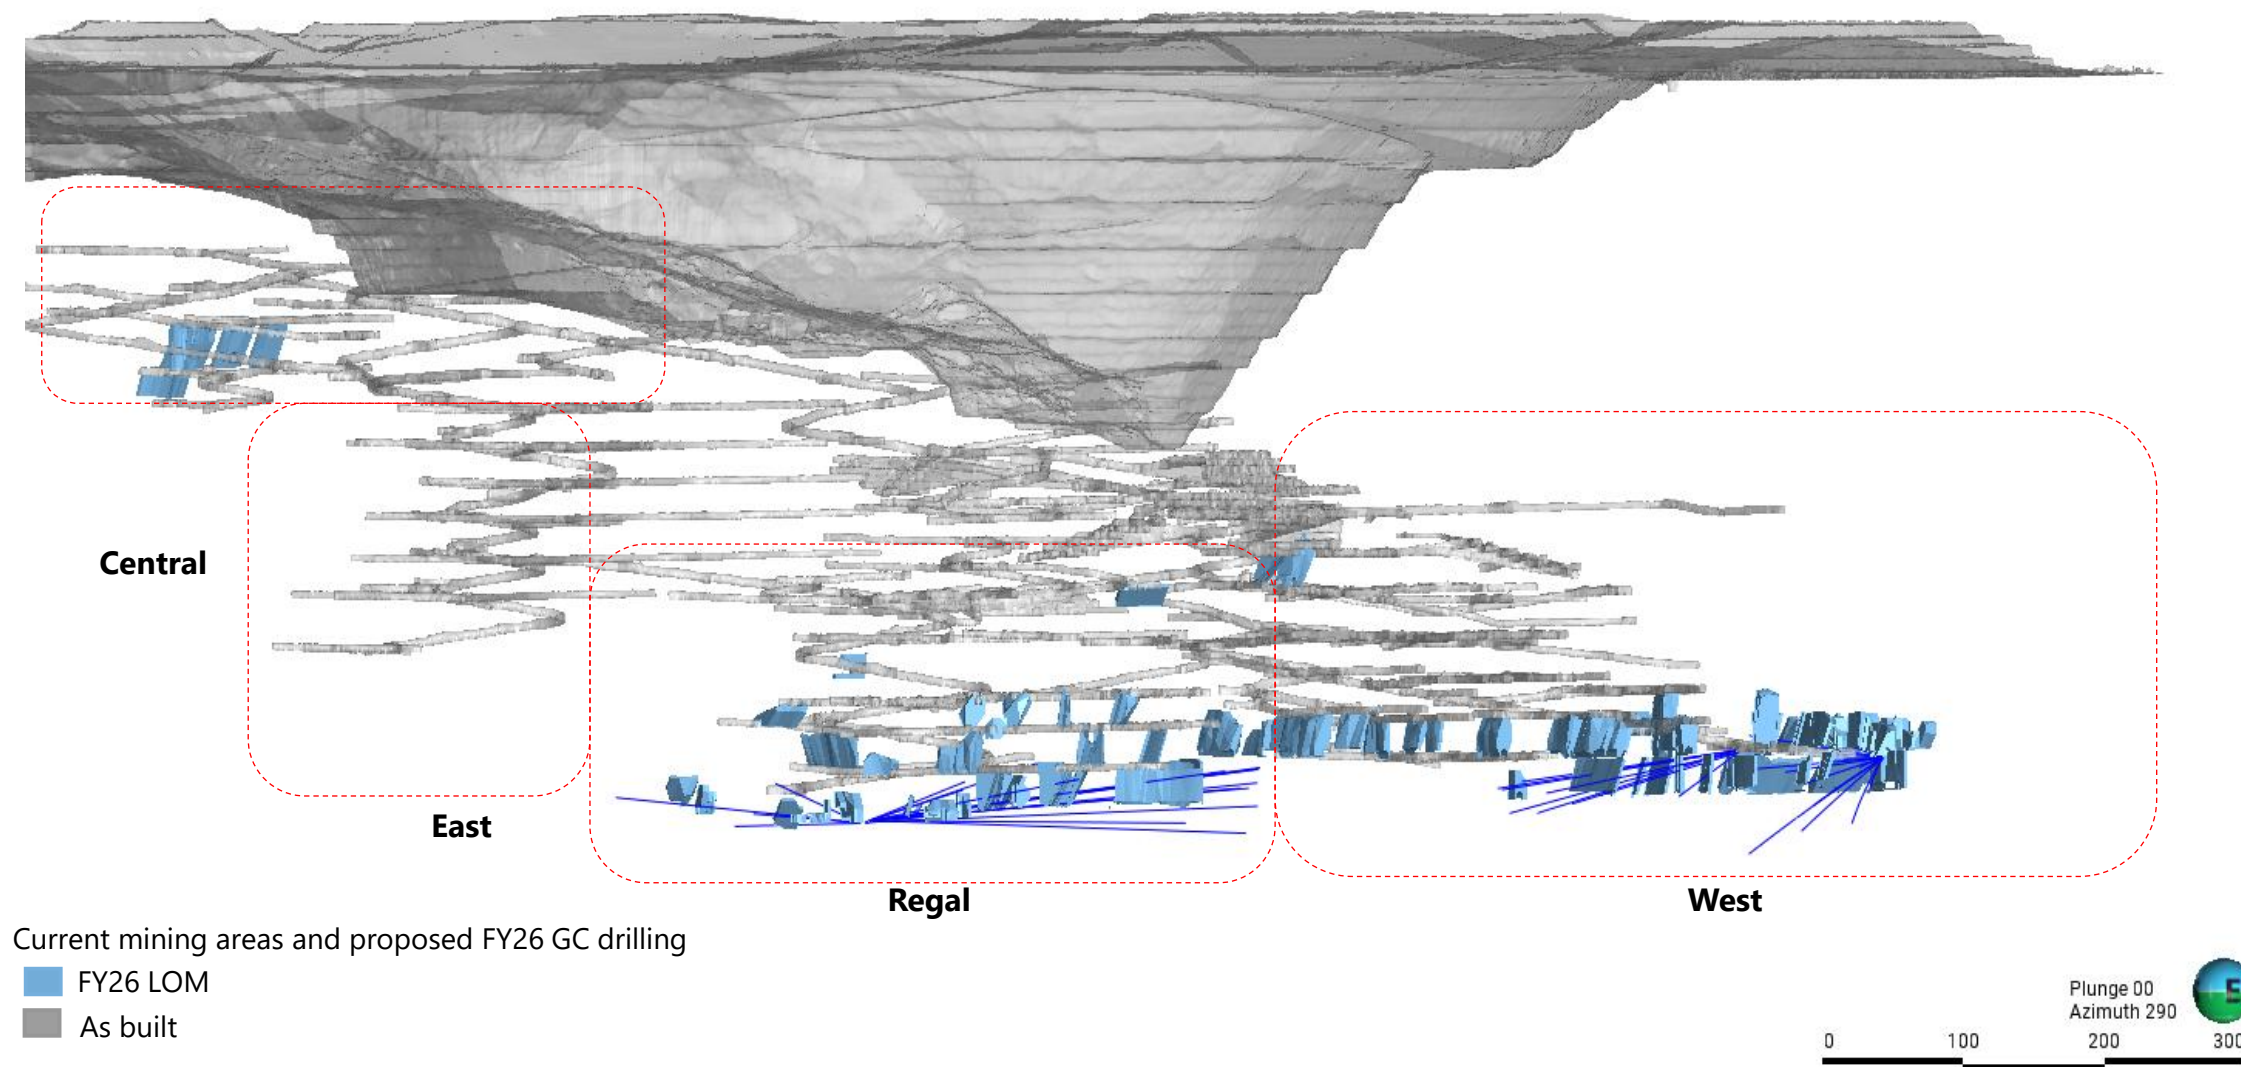 Central
East
Regal
West
Current mining areas and proposed FY26 GC drilling
FY26 LOM
As built
Plunge 00
Azimuth 290
S
0 100 200 300